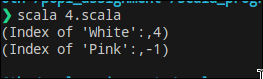 ❯ scala 4.scala
(Index of 'White':,4)
(Index of 'Pink':,-1)